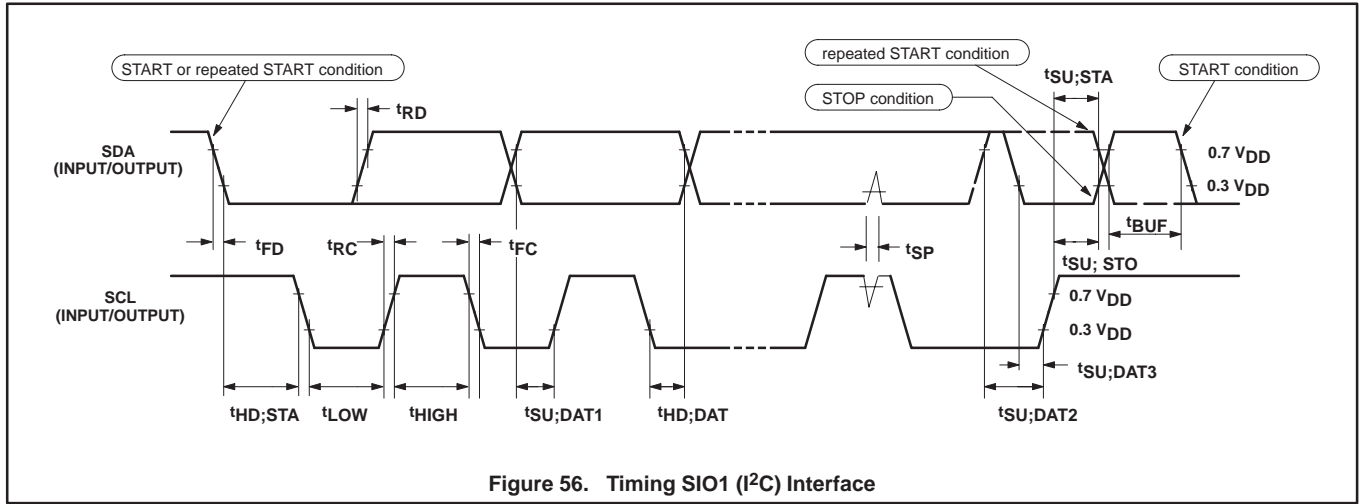 repeated START condition
START or repeated START condition
tSU;STA
START condition
STOP condition
tRD
SDA
(INPUT/OUTPUT)
0.7 VDD
0.3 VDD
tFD
tRC
tFC
tSP
tBUF
tSU; STO
SCL
(INPUT/OUTPUT)
0.7 VDD
0.3 VDD
tSU;DAT3
tHD;STA
tLOW
tHIGH
tSU;DAT1
tHD;DAT
tSU;DAT2
Figure 56. Timing SIO1 (I2C) Interface